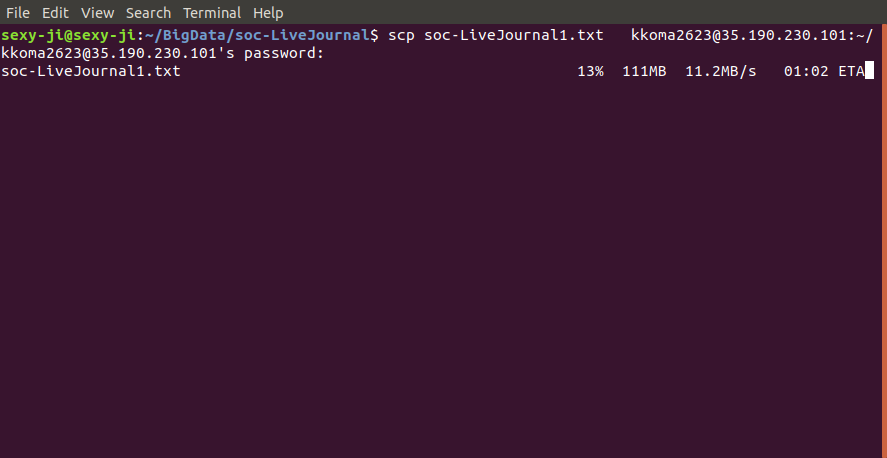 File Edit View Search Terminal Help
sexy-ji@sexy-ji:~/BigData/soc-LiveJournal$ scp soc-LiveJournal1.txt   kkoma2623@35.190.230.101:~/
kkoma2623@35.190.230.101's password:
soc-LiveJournal1.txt                                            13%  111MB  11.2MB/s   01:02 ETA